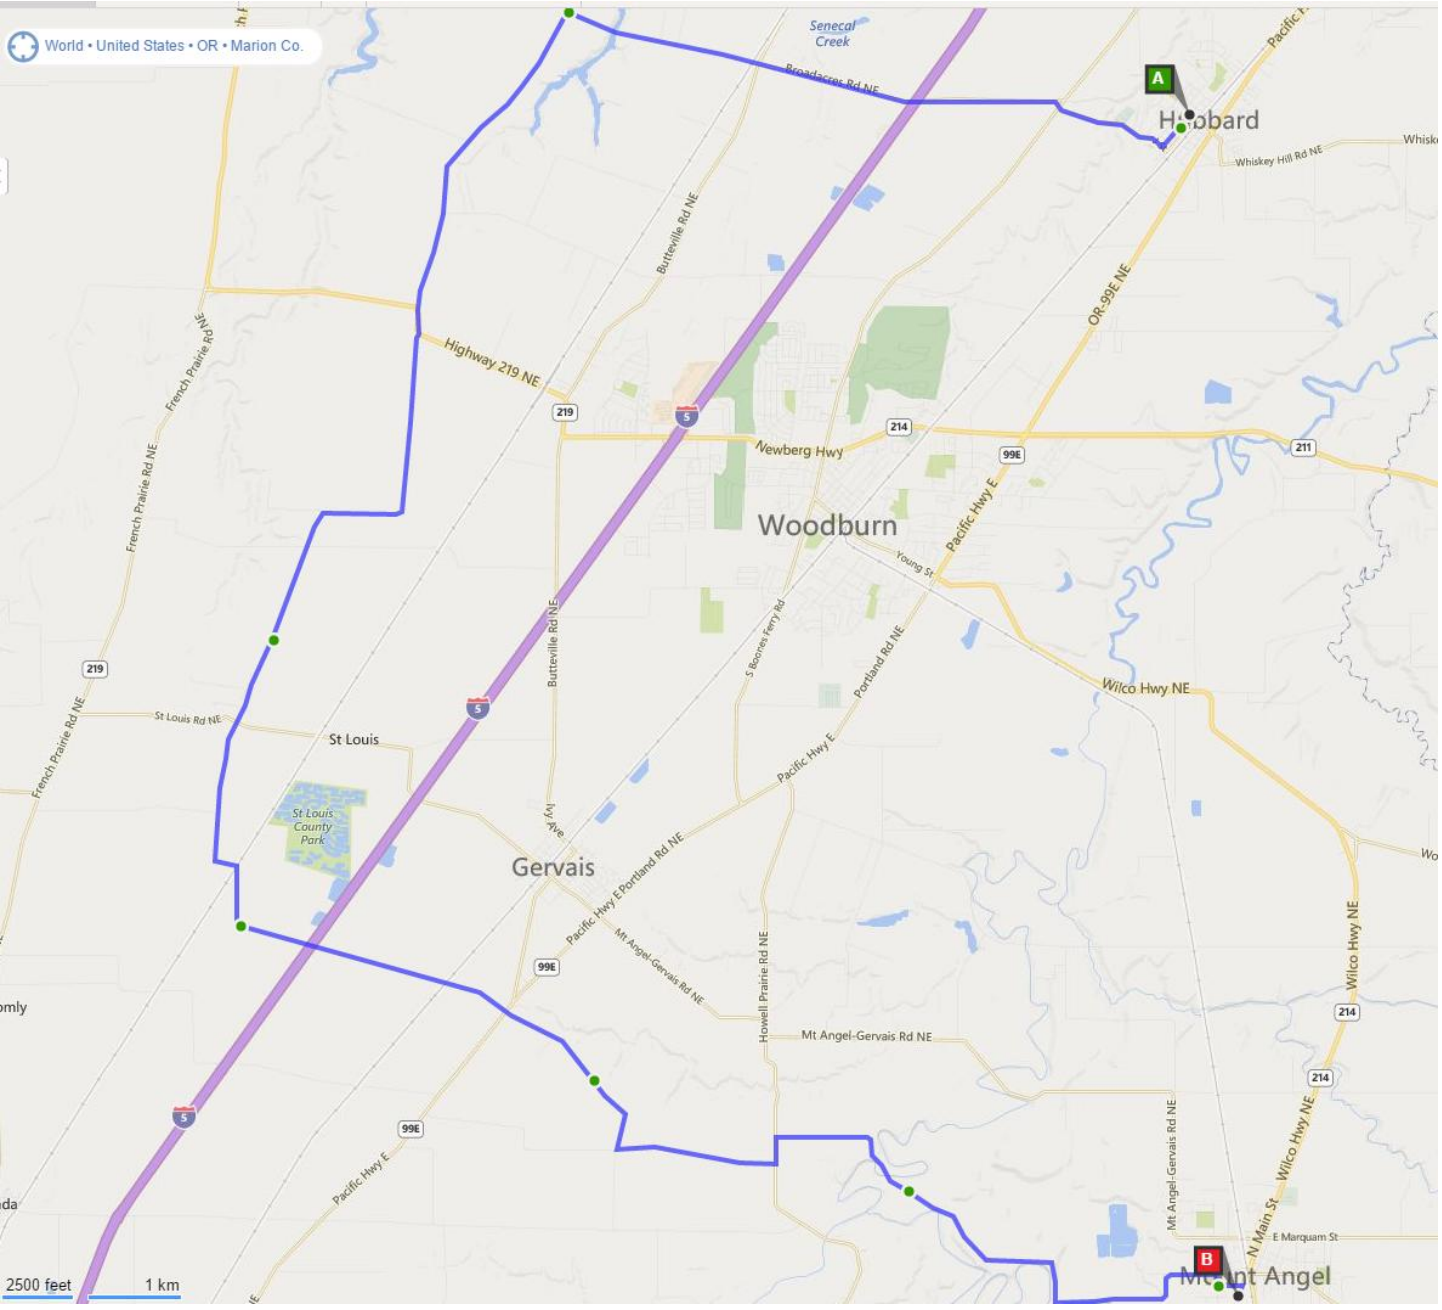 World • United States • OR • Marion Co.
Senecal
Creek
Broadacres Rd NE
A
Hubbard
Whiskey Hill Rd NE
Butteville Rd NE
OR-99E NE
French Prairie Rd NE
Highway 219 NE
219
5
214
Newberg Hwy
99E
211
French Prairie Rd NE
Woodburn
Pacific Hwy E
Young St
Butteville Rd NE
S Boones Ferry Rd
Portland Rd NE
219
Wilco Hwy NE
French Prairie Rd NE
St Louis Rd NE
St Louis
5
Pacific Hwy E
St Louis
County
Park
Ivy Ave
Gervais
Pacific Hwy E Portland Rd NE
Mt Angel-Gervais Rd NE
Howell Prairie Rd NE
Wilco Hwy NE
99E
214
Mt Angel-Gervais Rd NE
214
5
99E
Pacific Hwy E
Mt Angel-Gervais Rd NE
Wilco Hwy NE
N Main St
E Marquam St
B
Mount Angel
2500 feet
1 km